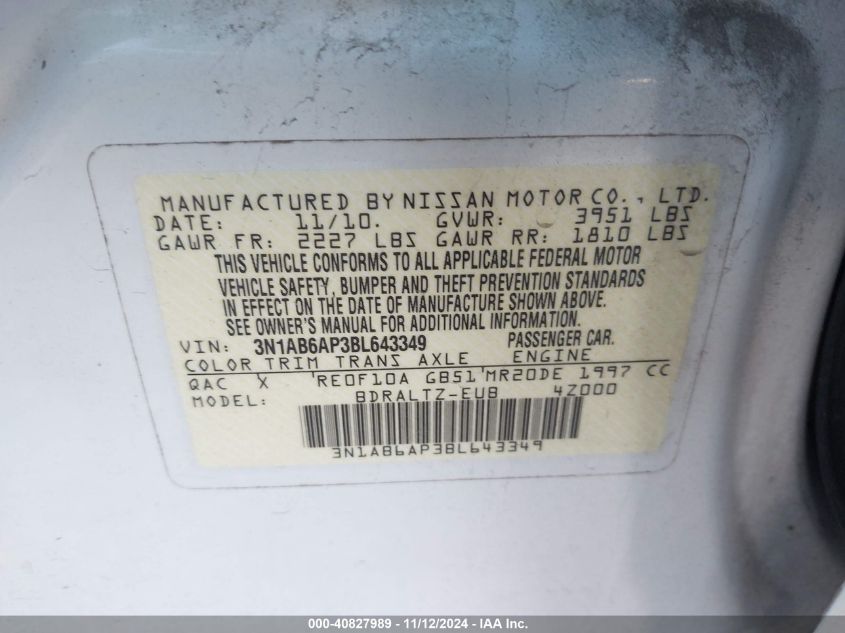 MANUFACTURED BY NISSAN MOTOR CO., LTD.
DATE: 11/10. GVWR: 3951 LBS
GAWR FR: 2227 LBS GAWR RR: 1810 LBS
THIS VEHICLE CONFORMS TO ALL APPLICABLE FEDERAL MOTOR
VEHICLE SAFETY, BUMPER AND THEFT PREVENTION STANDARDS
IN EFFECT ON THE DATE OF MANUFACTURE SHOWN ABOVE.
SEE OWNER'S MANUAL FOR ADDITIONAL INFORMATION.
VIN: 3N1AB6AP3BL643349 PASSENGER CAR.
COLOR TRIM TRANS AXLE ENGINE
QAC X 'RE0F10A GB51'MR20DE 1997 CC
MODEL: BDRALTZ-EUB 4Z000
3N1AB6AP3BL643349
000-40827989 - 11/12/2024 - IAA Inc.